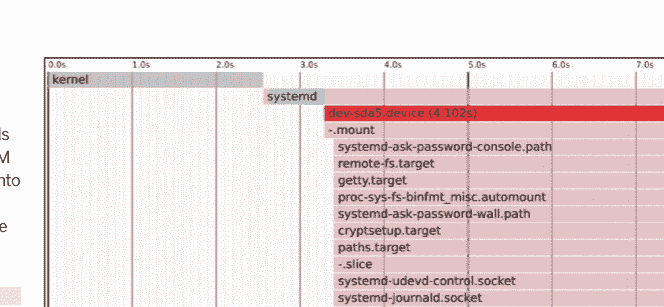 0.0s 1.0s 2.0s 3.0s 4.0s 5.0s 6.0s 7.0s
kernel
systemd
dev-sda5.device (4.102s)
-.mount
systemd-ask-password-console.path
remote-fs.target
getty.target
proc-sys-fs-binfmt_misc.automount
systemd-ask-password-wall.path
cryptsetup.target
paths.target
-.slice
systemd-udevd-control.socket
systemd-journald.socket